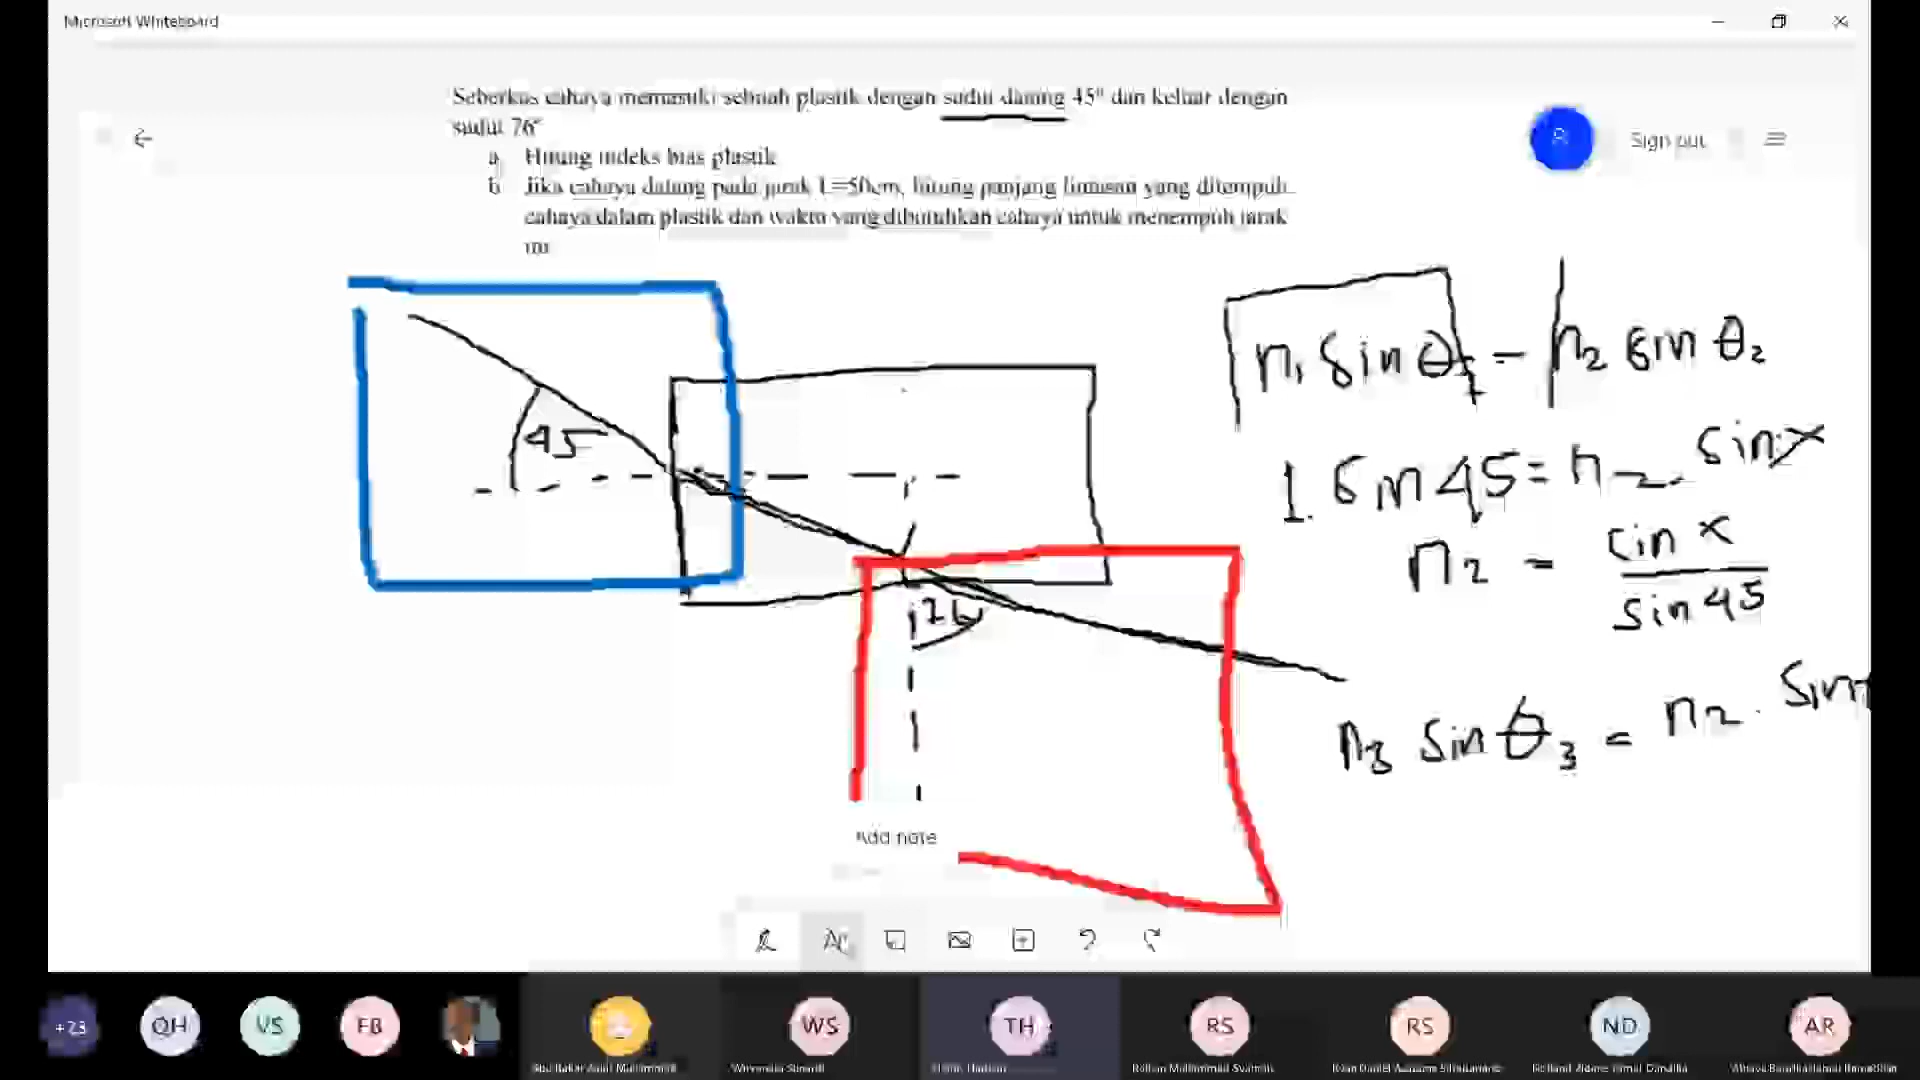 Microsoft Whiteboard
Seberkas cahaya memasuki sebuah plastik dengan sudut datang 45° dan keluar dengan
sudut 76°
a Hitung indeks bias plastik
b Jika cahaya datang pada jarak L=50cm, hitung panjang lintasan yang ditempuh
cahaya dalam plastik dan waktu yang dibutuhkan cahaya untuk menempuh jarak
ini
R
Sign out
45
n1 sin θ1 = n2 sin θ2
1. sin 45 = n2. sin x
n2 = sin x / sin 45
76
n3 sin θ3 = n2. sin
Add note
+23
QH
VS
FB
WS
TH
RS
RS
ND
AR